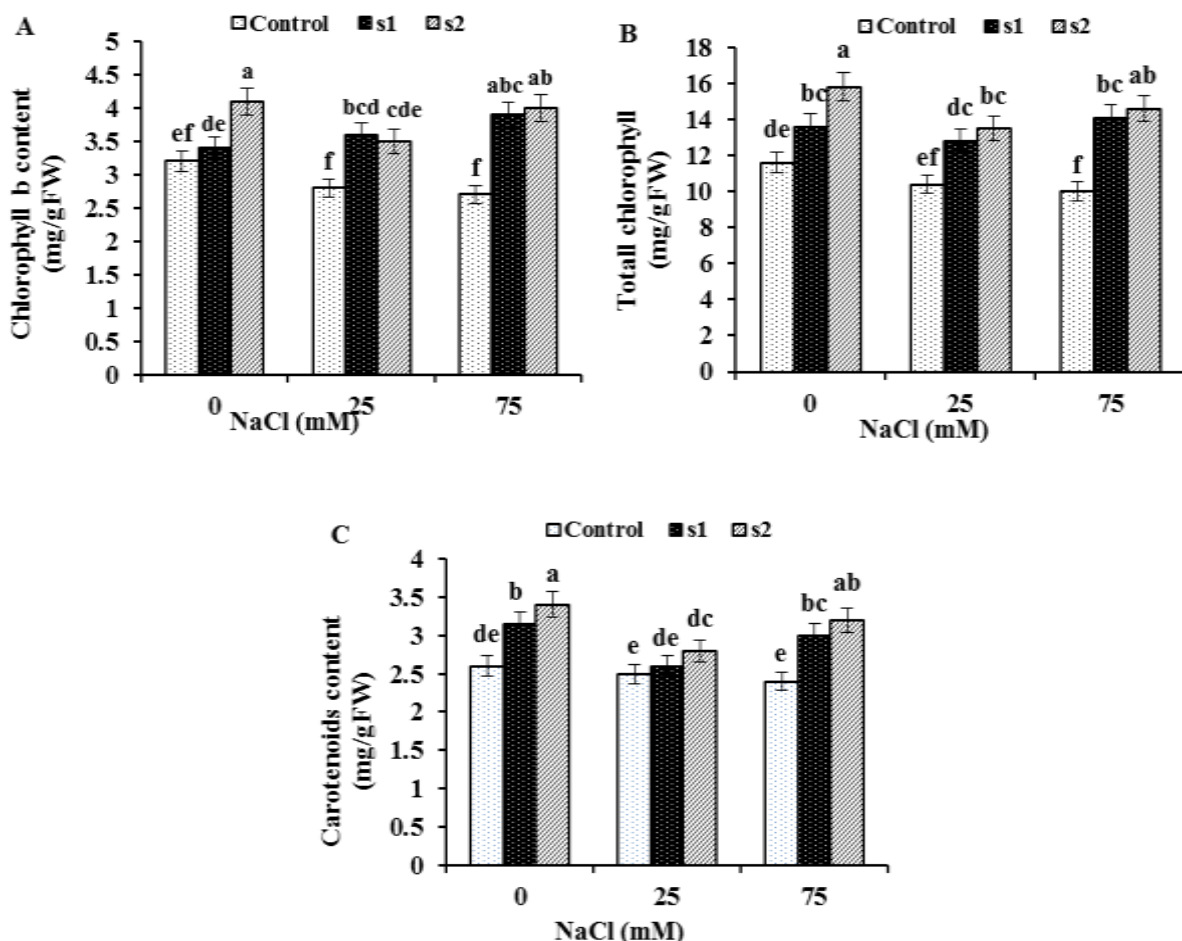 A
Control s1 s2
Chlorophyll b content
(mg/gFW)
5
4.5
4
3.5
3
2.5
2
1.5
1
0.5
0
ef de a
f bcd cde
f abc ab
0 25 75
NaCl (mM)
B
Control s1 s2
Totall chlorophyll
(mg/gFW)
18
16
14
12
10
8
6
4
2
0
de bc a
ef dc bc
f bc ab
0 25 75
NaCl (mM)
C
Control s1 s2
Carotenoids content
(mg/gFW)
4
3.5
3
2.5
2
1.5
1
0.5
0
de b a
e de dc
e bc ab
0 25 75
NaCl (mM)